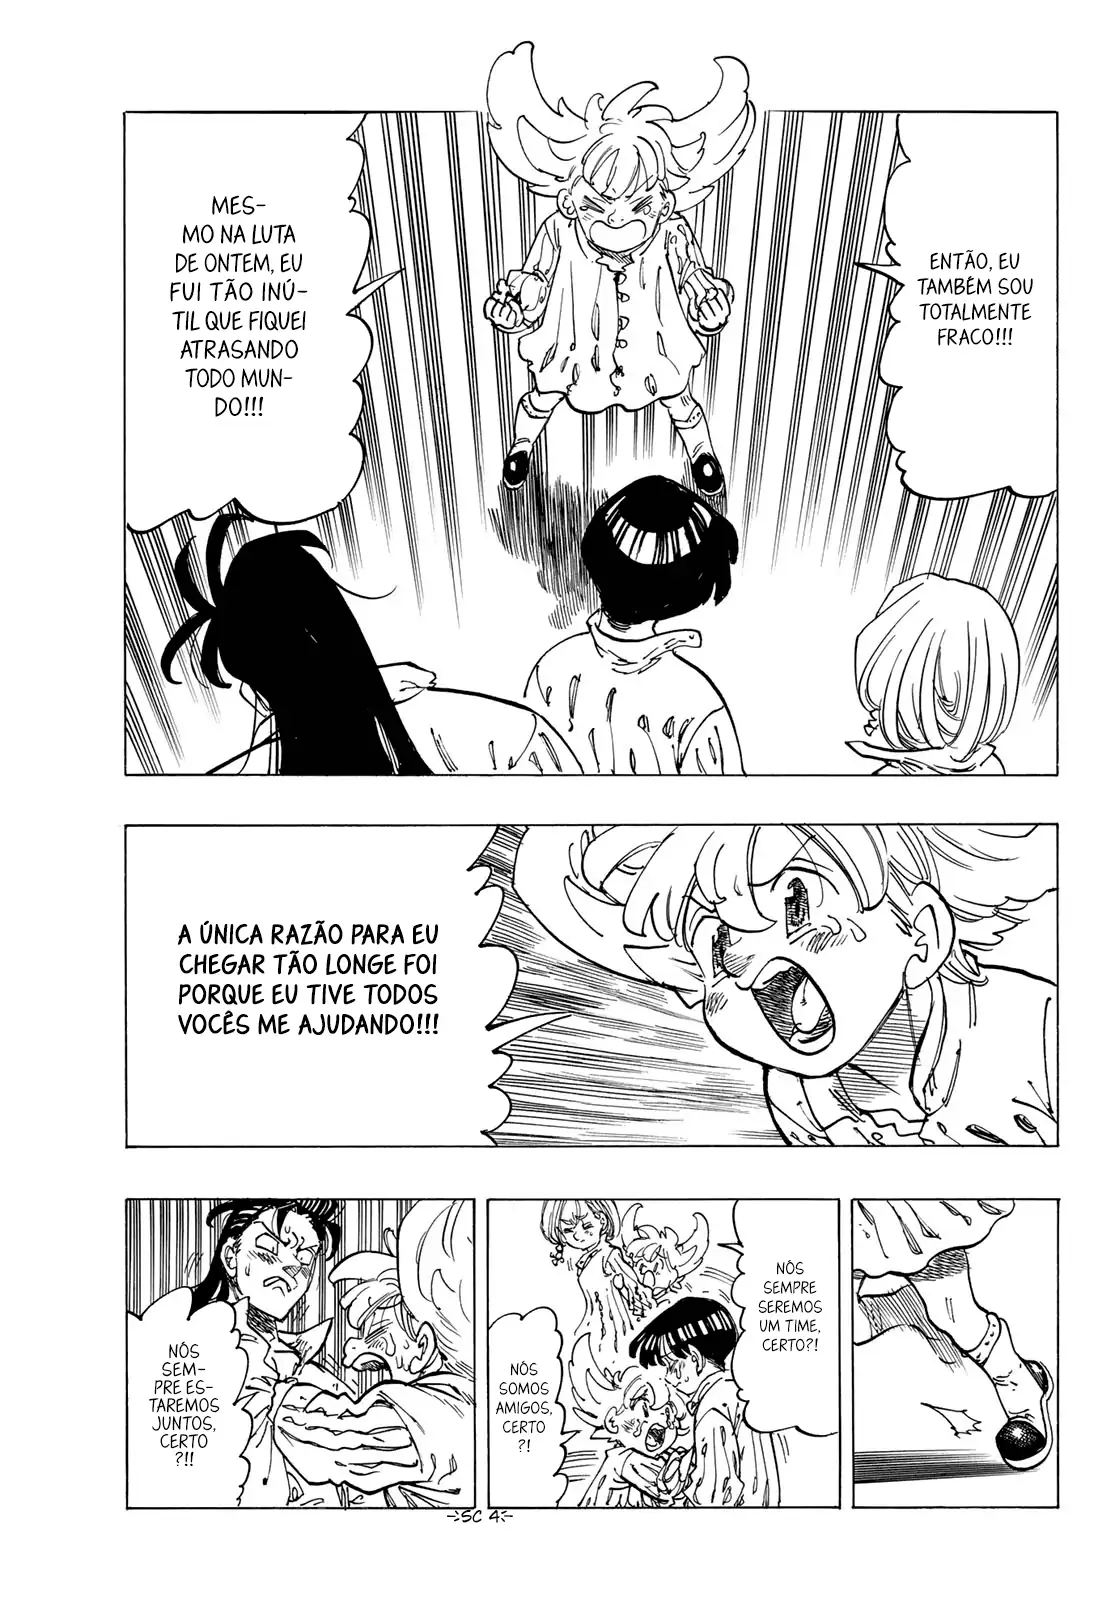 ENTÃO, EU
TAMBÉM SOU
TOTALMENTE
FRACO!!!
MES-
MO NA LUTA
DE ONTEM, EU
FUI TÃO INÚ-
TIL QUE FIQUEI
ATRASANDO
TODO MUN-
DO!!!
A ÚNICA RAZÃO PARA EU
CHEGAR TÃO LONGE FOI
PORQUE EU TIVE TODOS
VOCÊS ME AJUDANDO!!!
NÓS
SEMPRE
SEREMOS
UM TIME,
CERTO?!
NÓS
SOMOS
AMIGOS,
CERTO
?!
NÓS
SEM-
PRE ES-
TAREMOS
JUNTOS,
CERTO
?!!
SC 4